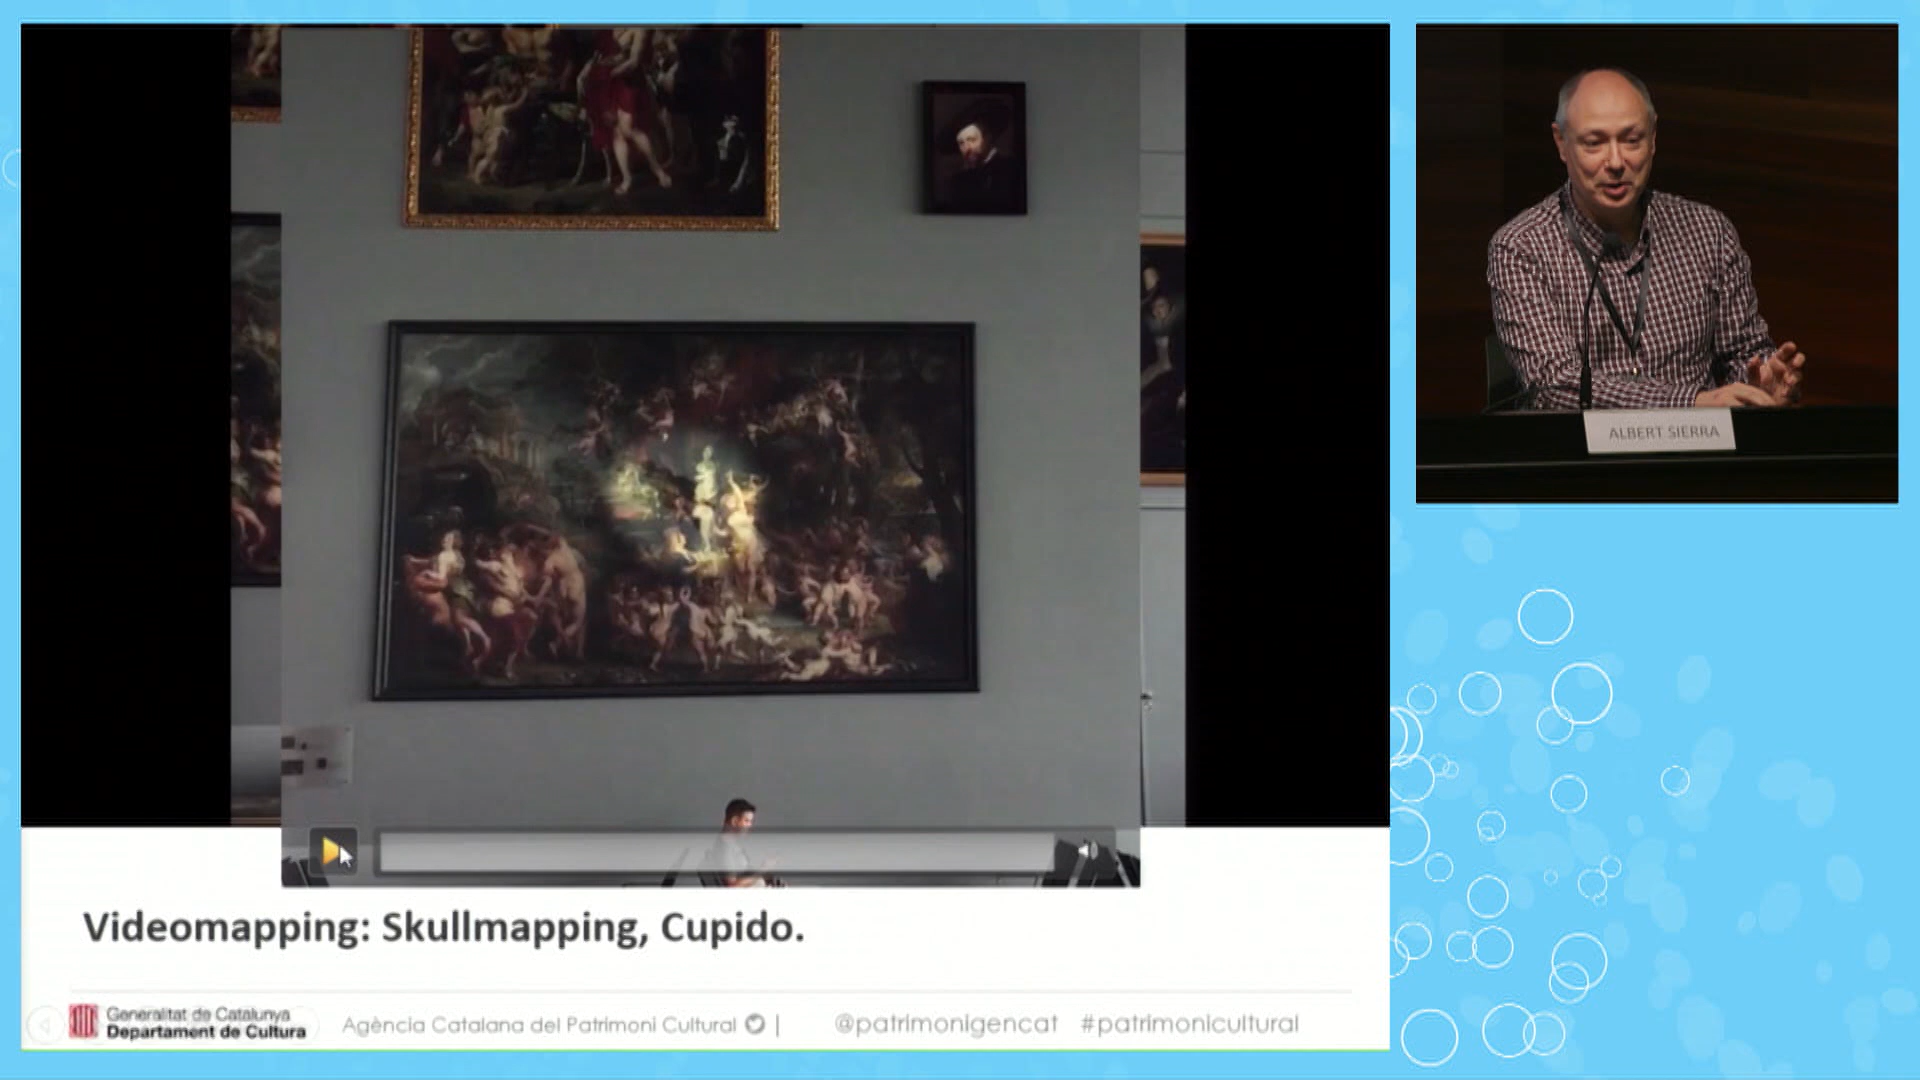 ALBERT SIERRA
Videomapping: Skullmapping, Cupido.
Generalitat de Catalunya
Departament de Cultura
Agència Catalana del Patrimoni Cultural | @patrimonigencat #patrimonicultural